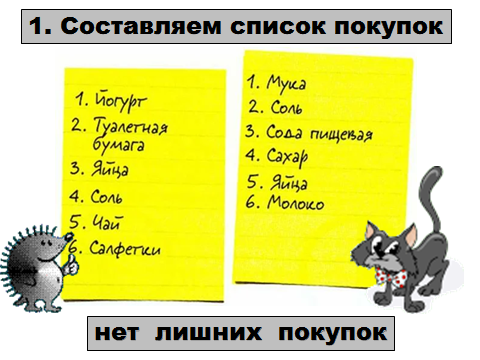 1. Составляем список покупок
1. Йогурт
2. Туалетная
бумага
3. Яйца
4. Соль
5. Чай
6. Салфетки
1. Мука
2. Соль
3. Сода пищевая
4. Сахар
5. Яйца
6. Молоко
нет лишних покупок